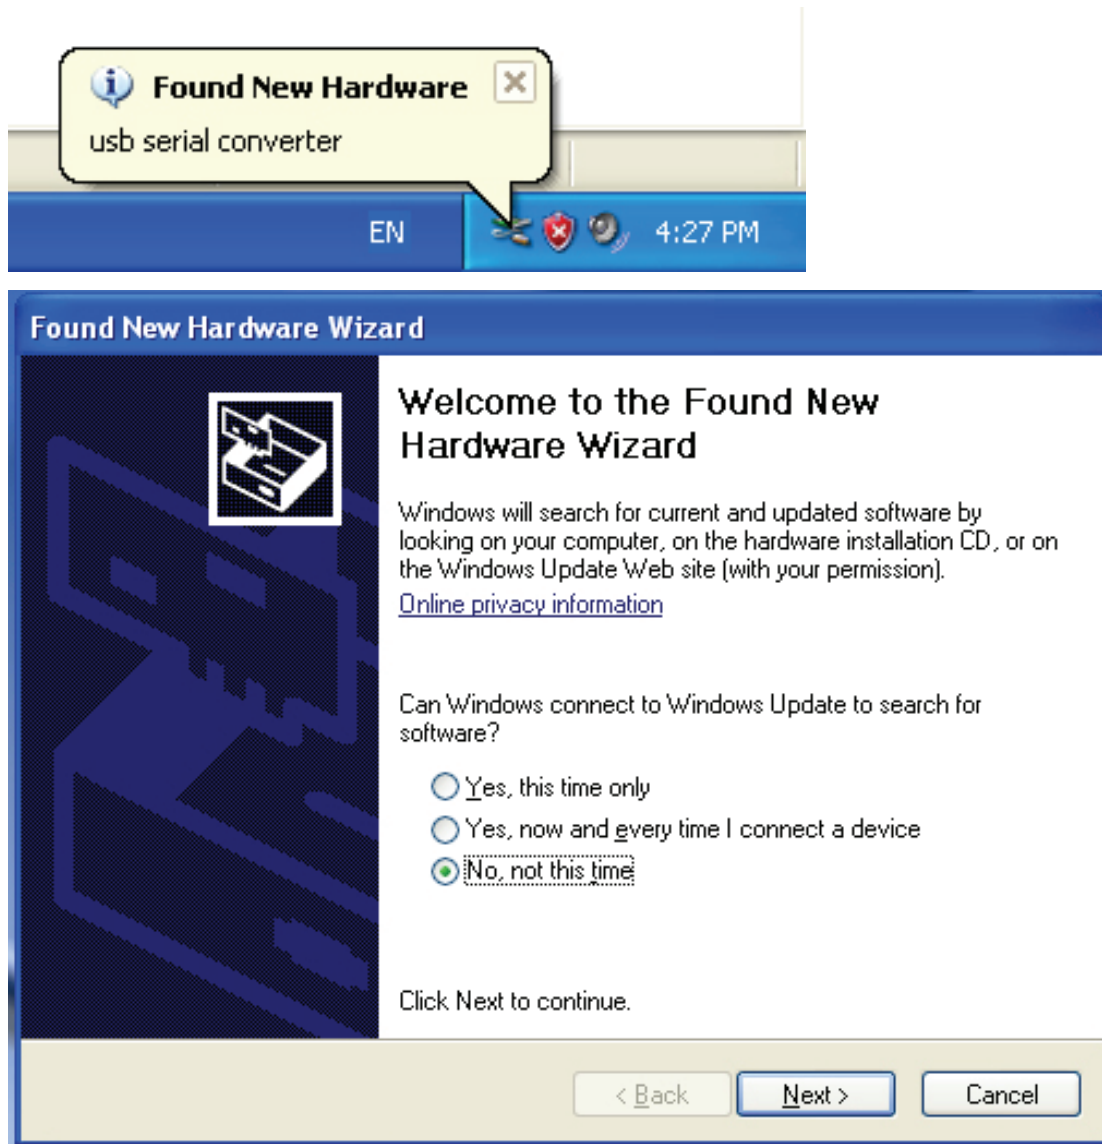 Found New Hardware
usb serial converter
EN
4:27 PM
Found New Hardware Wizard
Welcome to the Found New
Hardware Wizard
Windows will search for current and updated software by
looking on your computer, on the hardware installation CD, or on
the Windows Update Web site (with your permission).
Online privacy information
Can Windows connect to Windows Update to search for
software?
Yes, this time only
Yes, now and every time I connect a device
No, not this time
Click Next to continue.
< Back
Next >
Cancel